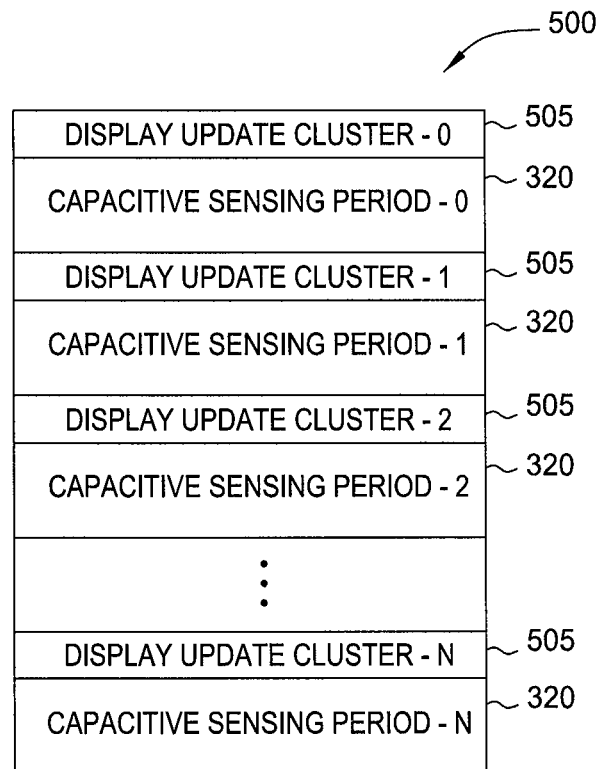 500
DISPLAY UPDATE CLUSTER - 0
505
CAPACITIVE SENSING PERIOD - 0
320
DISPLAY UPDATE CLUSTER - 1
505
CAPACITIVE SENSING PERIOD - 1
320
DISPLAY UPDATE CLUSTER - 2
505
CAPACITIVE SENSING PERIOD - 2
320
DISPLAY UPDATE CLUSTER - N
505
CAPACITIVE SENSING PERIOD - N
320